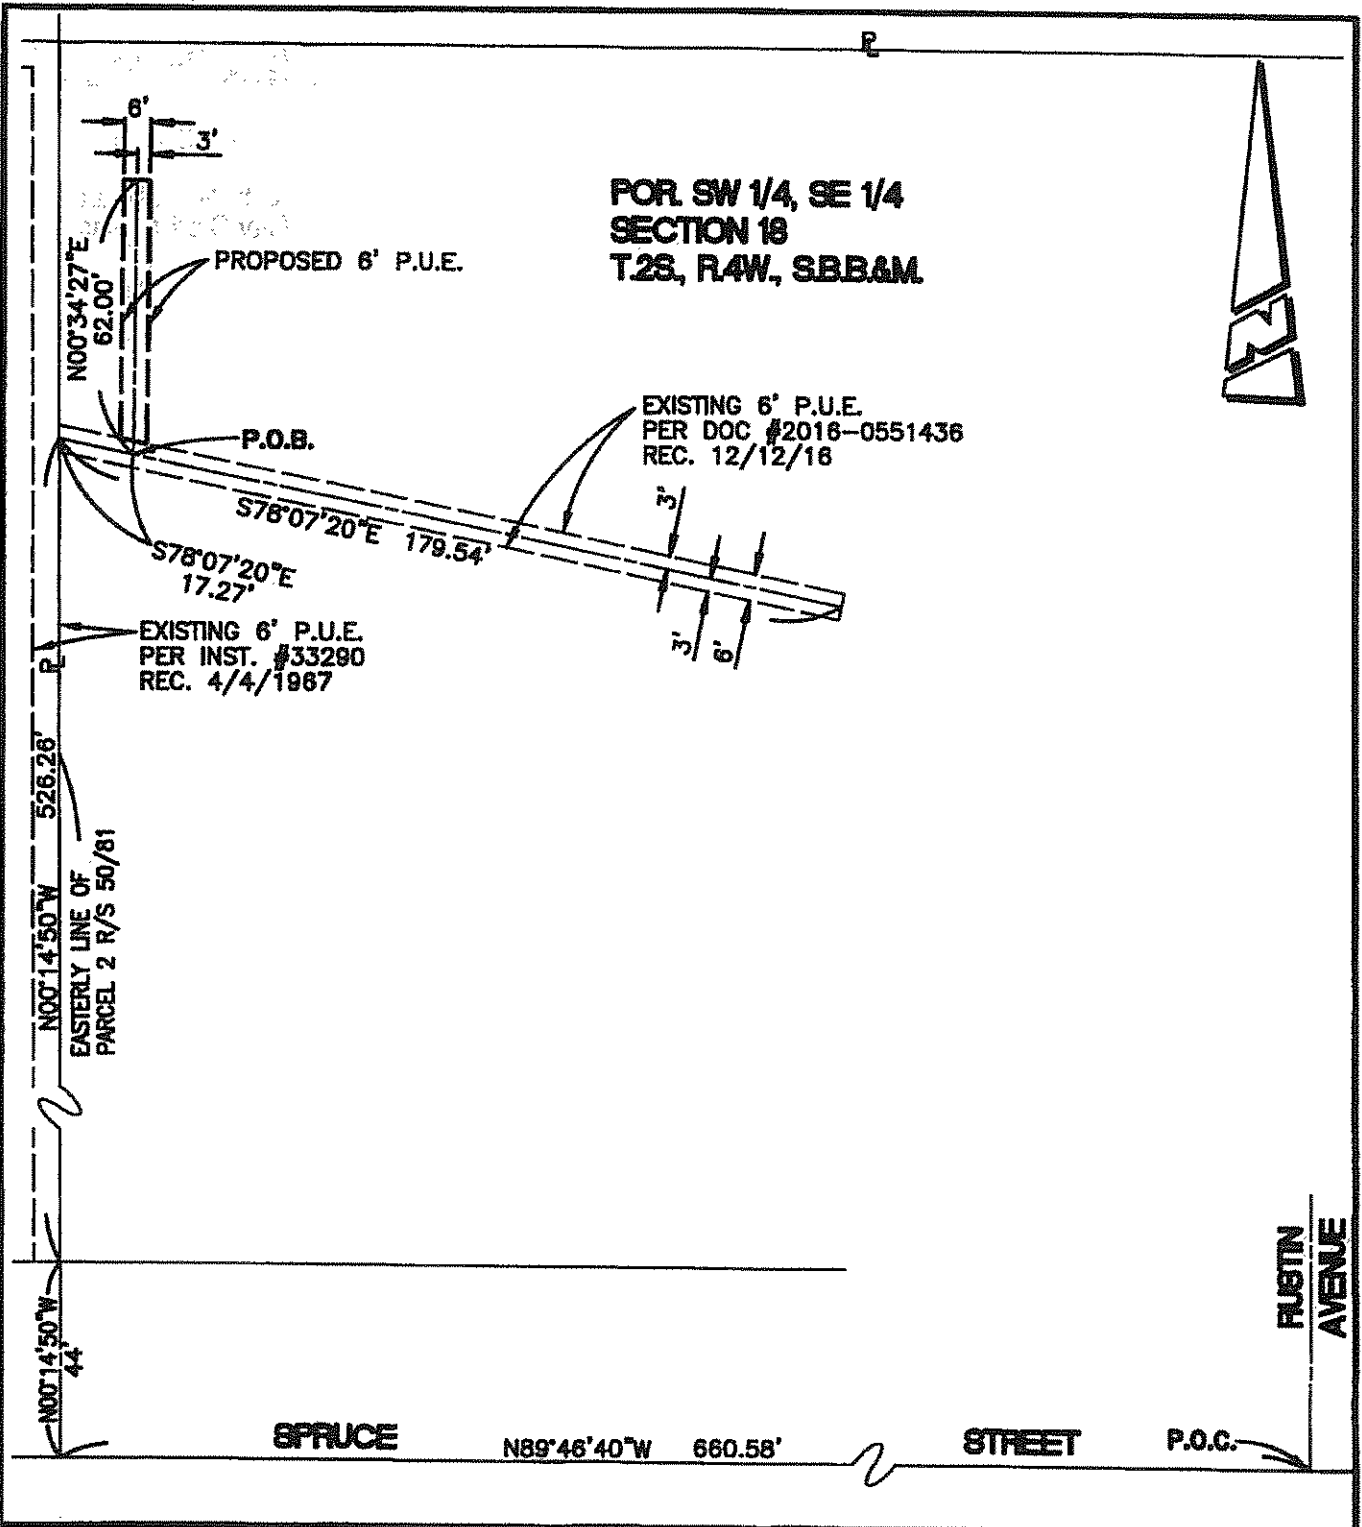 PL
6'
3'
POR. SW 1/4, SE 1/4
SECTION 18
T.2S., R.4W., S.B.B.&M.
PROPOSED 6' P.U.E.
N00°34'27"E
62.00'
EXISTING 6' P.U.E.
PER DOC #2016-0551436
REC. 12/12/16
P.O.B.
S78°07'20"E 179.54'
3'
3'
6'
S78°07'20"E
17.27'
EXISTING 6' P.U.E.
PER INST. #33290
REC. 4/4/1967
PL
N00°14'50"W 526.26'
EASTERLY LINE OF
PARCEL 2 R/S 50/81
N00°14'50"W
44'
RUSTIN
AVENUE
SPRUCE N89°46'40"W 660.58' STREET P.O.C.